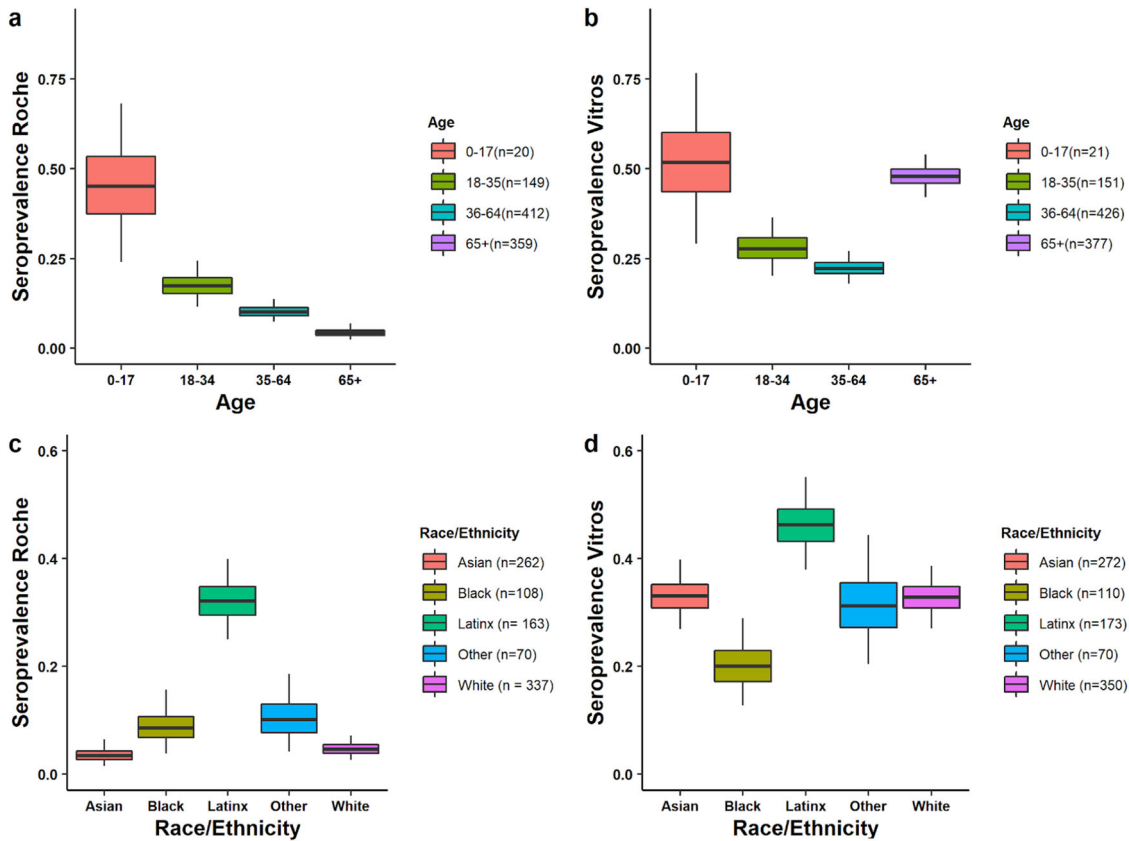 a
Seroprevalence Roche
0.75
0.50
0.25
0.00
0-17
18-34
35-64
65+
Age
Age
0-17(n=20)
18-35(n=149)
36-64(n=412)
65+(n=359)
b
Seroprevalence Vitros
0.75
0.50
0.25
0.00
0-17
18-34
35-64
65+
Age
Age
0-17(n=21)
18-35(n=151)
36-64(n=426)
65+(n=377)
c
Seroprevalence Roche
0.6
0.4
0.2
0.0
Asian
Black
Latinx
Other
White
Race/Ethnicity
Race/Ethnicity
Asian (n=262)
Black (n=108)
Latinx (n= 163)
Other (n=70)
White (n = 337)
d
Seroprevalence Vitros
0.6
0.4
0.2
0.0
Asian
Black
Latinx
Other
White
Race/Ethnicity
Race/Ethnicity
Asian (n=272)
Black (n=110)
Latinx (n=173)
Other (n=70)
White (n=350)